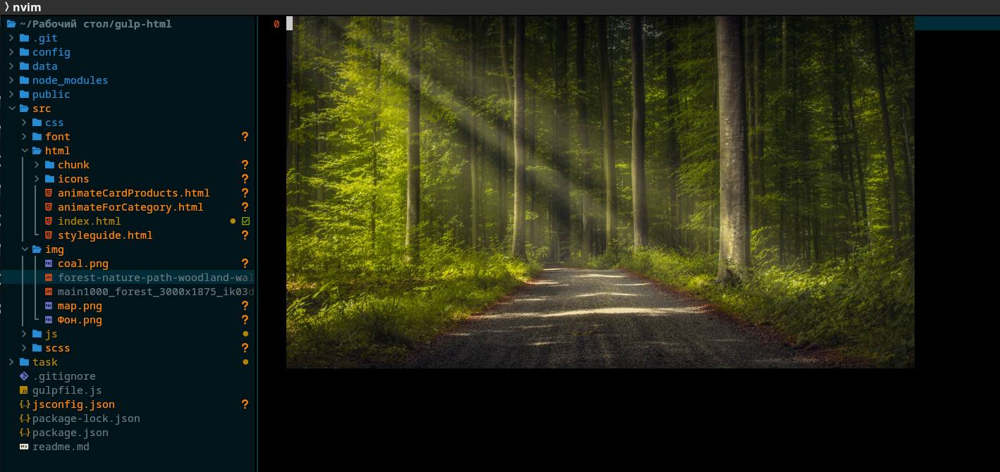 nvim
~/Рабочий стол/gulp-html
.git
config
data
node_modules
public
src
css
font ?
html
chunk ?
icons ?
animateCardProducts.html ?
animateForCategory.html ?
index.html
styleguide.html ?
img
coal.png ?
forest-nature-path-woodland-wal
main1000_forest_3000x1875_ik03d
map.png ?
Фон.png ?
js
scss ?
task
.gitignore
gulpfile.js
{..} jsconfig.json ?
{..} package-lock.json
{..} package.json
readme.md
0